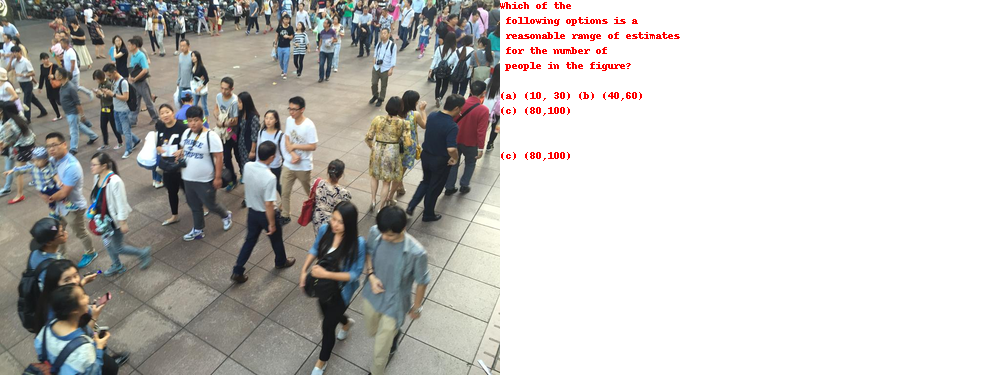 Which of the
following options is a
reasonable range of estimates
for the number of
people in the figure?
(a) (10, 30) (b) (40,60)
(c) (80,100)
(c) (80,100)